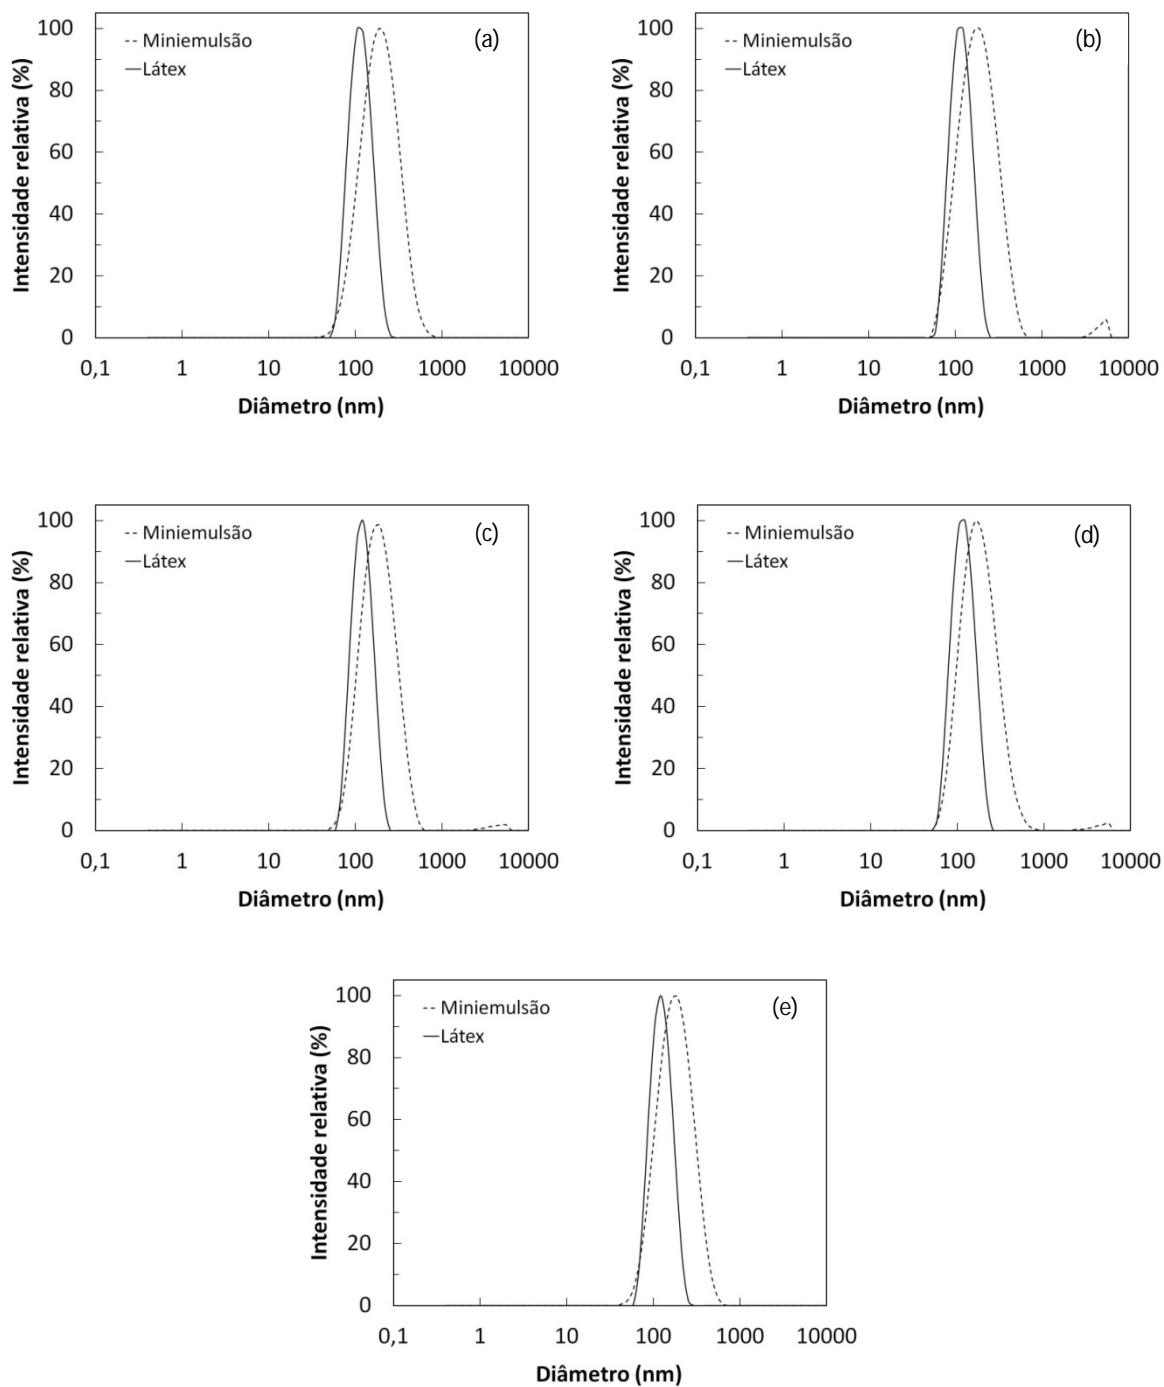 (a)
Miniemulsão
Látex
Intensidade relativa (%)
100
80
60
40
20
0
0,1 1 10 100 1000 10000
Diâmetro (nm)
(b)
Miniemulsão
Látex
Intensidade relativa (%)
100
80
60
40
20
0
0,1 1 10 100 1000 10000
Diâmetro (nm)
(c)
Miniemulsão
Látex
Intensidade relativa (%)
100
80
60
40
20
0
0,1 1 10 100 1000 10000
Diâmetro (nm)
(d)
Miniemulsão
Látex
Intensidade relativa (%)
100
80
60
40
20
0
0,1 1 10 100 1000 10000
Diâmetro (nm)
(e)
Miniemulsão
Látex
Intensidade relativa (%)
100
80
60
40
20
0
0,1 1 10 100 1000 10000
Diâmetro (nm)